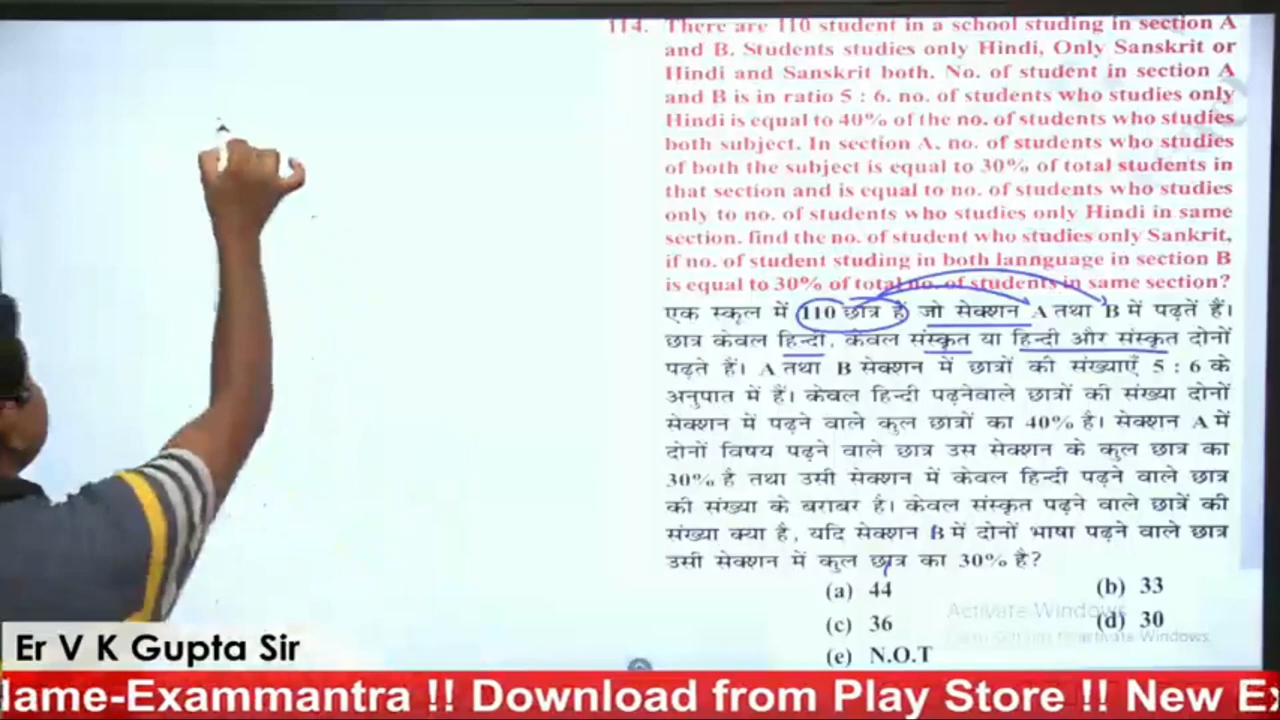 114. There are 110 student in a school studing in section A
and B. Students studies only Hindi, Only Sanskrit or
Hindi and Sanskrit both. No. of student in section A
and B is in ratio 5 : 6. no. of students who studies only
Hindi is equal to 40% of the no. of students who studies
both subject. In section A, no. of students who studies
of both the subject is equal to 30% of total students in
that section and is equal to no. of students who studies
only to no. of students who studies only Hindi in same
section. find the no. of student who studies only Sankrit,
if no. of student studing in both lannguage in section B
is equal to 30% of total no. of students in same section?
एक स्कूल में 110 छात्र हैं जो सेक्शन A तथा B में पढ़तें हैं।
छात्र केवल हिन्दी, केवल संस्कृत या हिन्दी और संस्कृत दोनों
पढ़ते हैं। A तथा B सेक्शन में छात्रों की संख्याएँ 5 : 6 के
अनुपात में हैं। केवल हिन्दी पढ़नेवाले छात्रों की संख्या दोनों
सेक्शन में पढ़ने वाले कुल छात्रों का 40% है। सेक्शन A में
दोनों विषय पढ़ने वाले छात्र उस सेक्शन के कुल छात्र का
30% है तथा उसी सेक्शन में केवल हिन्दी पढ़ने वाले छात्र
की संख्या के बराबर है। केवल संस्कृत पढ़ने वाले छात्रें की
संख्या क्या है, यदि सेक्शन B में दोनों भाषा पढ़ने वाले छात्र
उसी सेक्शन में कुल छात्र का 30% है?
(a) 44 (b) 33
(c) 36 (d) 30
(e) N.O.T
Activate Windows
Er V K Gupta Sir
lame-Exammantra !! Download from Play Store !! New Ex